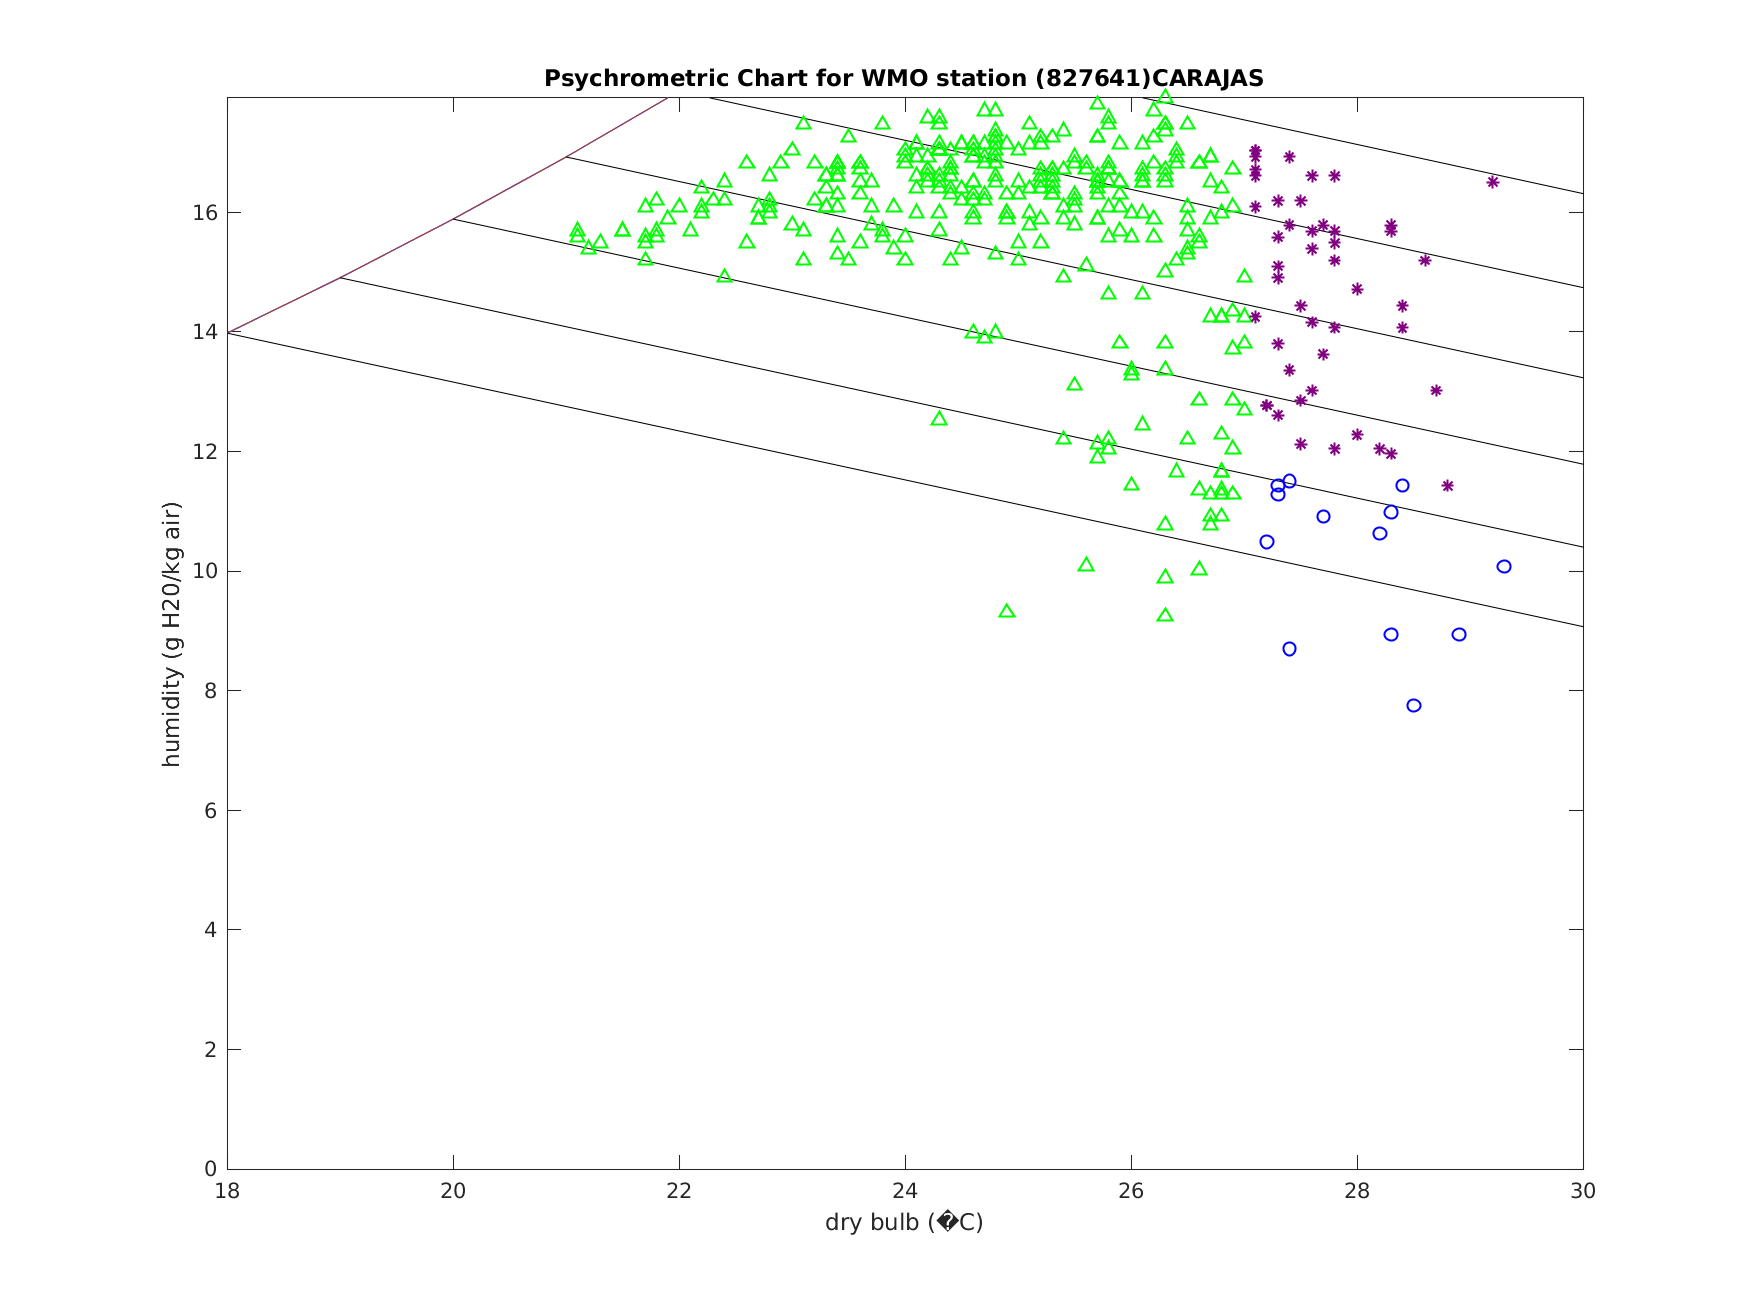 Psychrometric Chart for WMO station (827641)CARAJAS
humidity (g H20/kg air)
16
14
12
10
8
6
4
2
0
18 20 22 24 26 28 30
dry bulb (�C)